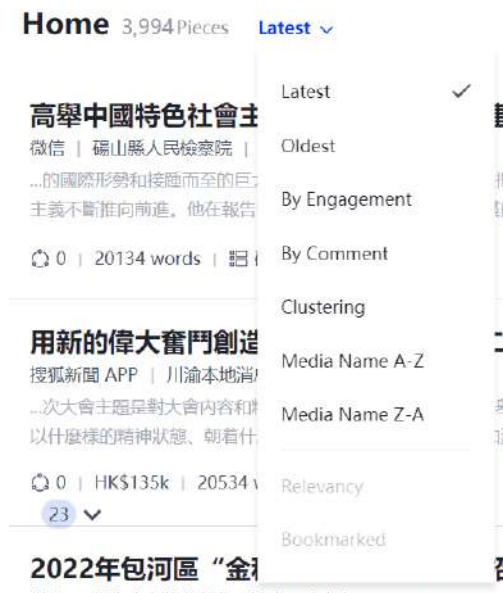 Home 3,994 Pieces Latest
Latest
Oldest
By Engagement
By Comment
Clustering
Media Name A-Z
Media Name Z-A
Relevancy
Bookmarked
高舉中國特色社會主
微信 | 碭山縣人民檢察院 |
...的國際形勢和接踵而至的巨
主義不斷推向前進。他在報告
0 | 20134 words |
用新的偉大奮鬥創造
搜狐新聞 APP | 川渝本地消
...次大會主題是對大會内容和
以什麼樣的精神狀態、朝着什
0 | HK$135k | 20534
23
2022年包河區“金